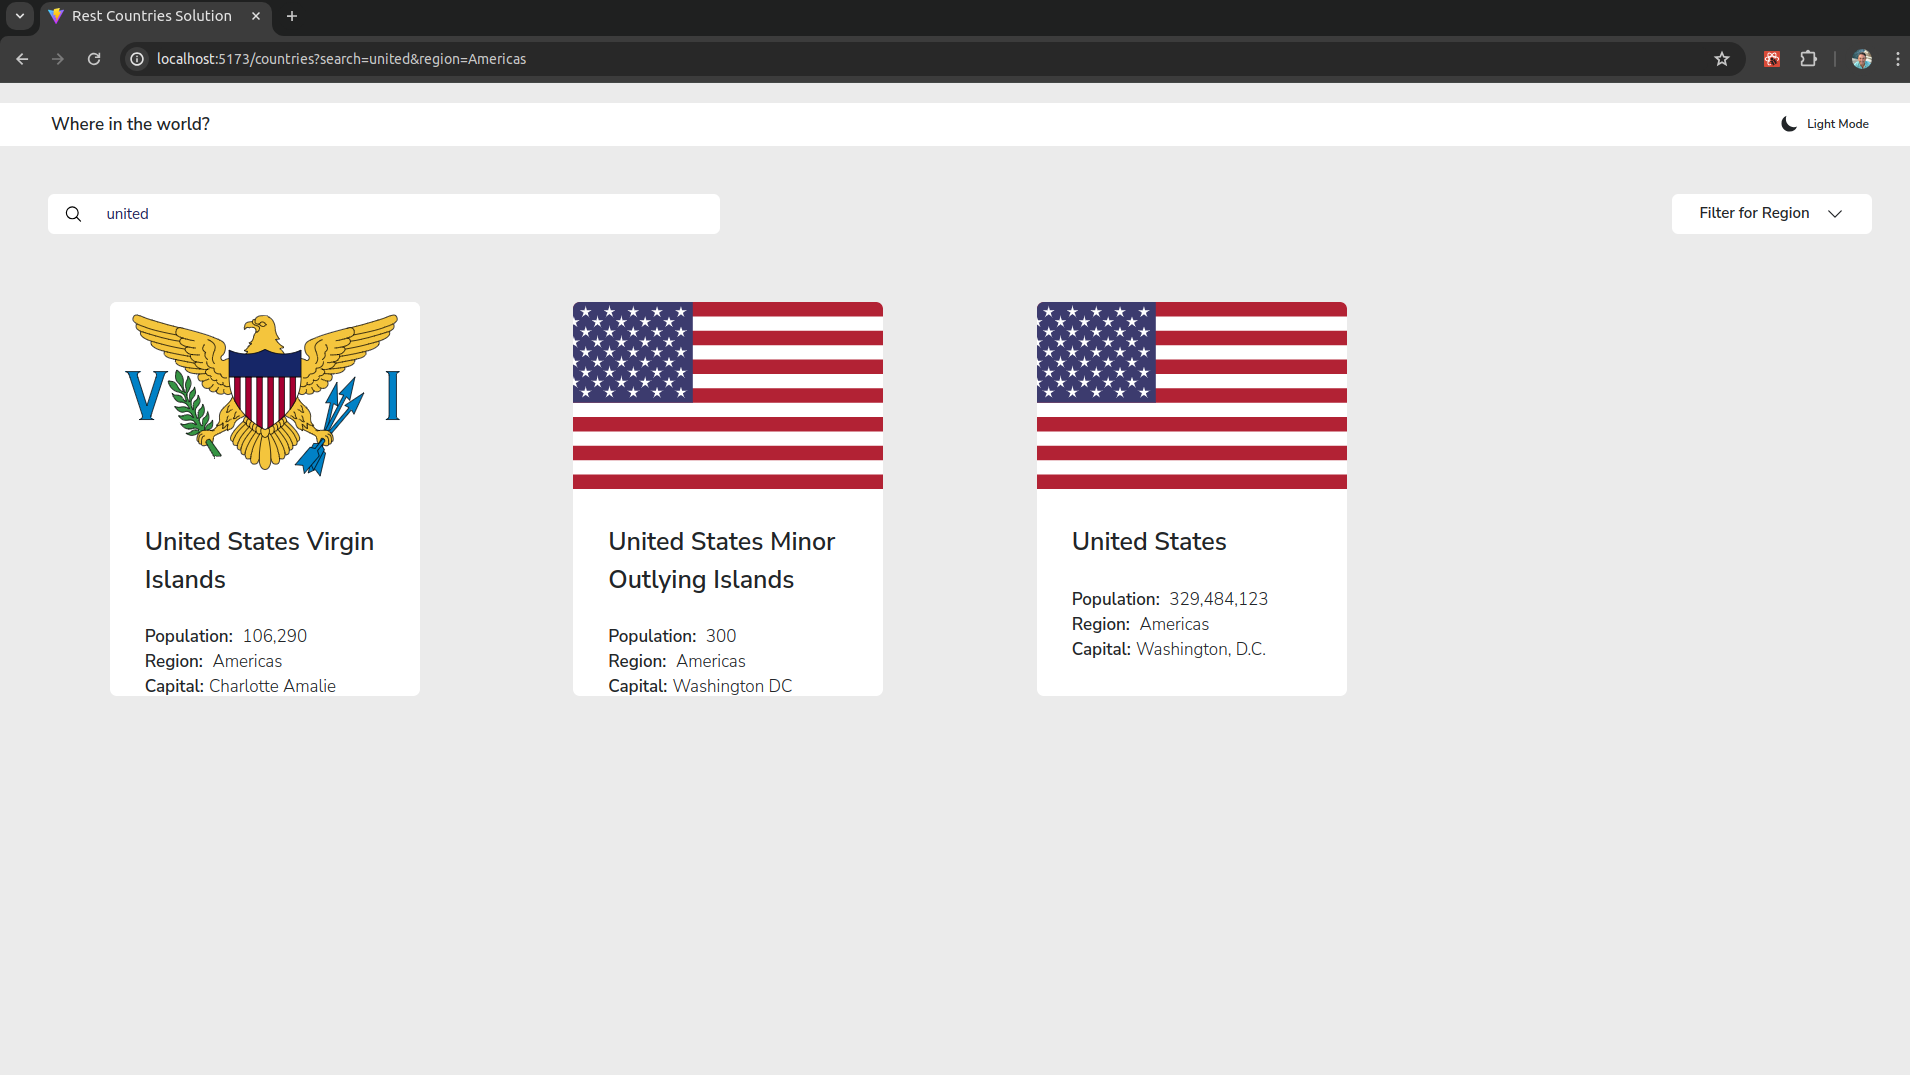 Rest Countries Solution
localhost:5173/countries?search=united&region=Americas
Where in the world?
Light Mode
united
Filter for Region
V I
United States Virgin
Islands
Population: 106,290
Region: Americas
Capital: Charlotte Amalie
United States Minor
Outlying Islands
Population: 300
Region: Americas
Capital: Washington DC
United States
Population: 329,484,123
Region: Americas
Capital: Washington, D.C.